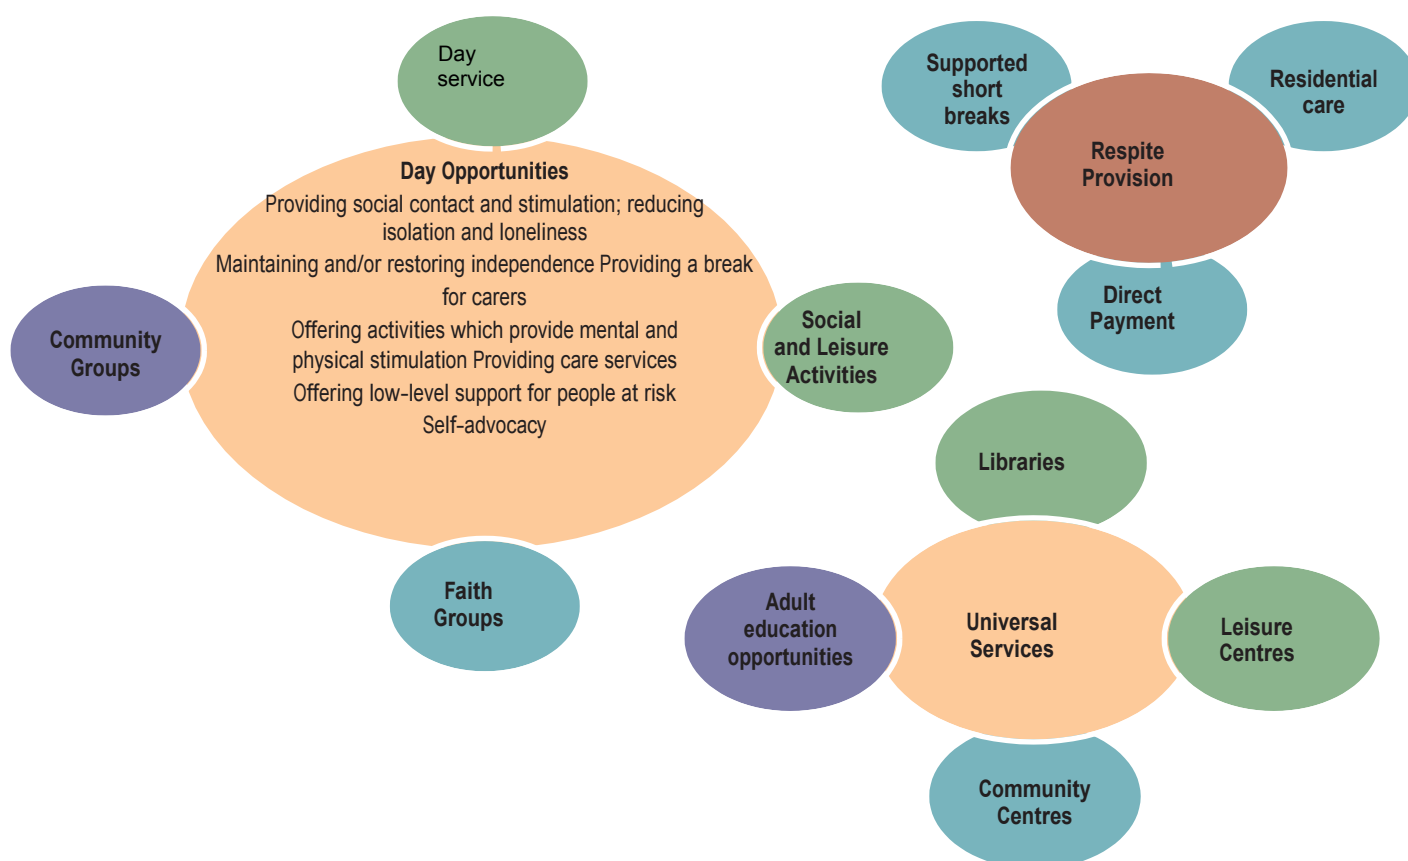 Day
service
Day Opportunities
Providing social contact and stimulation; reducing
isolation and loneliness
Maintaining and/or restoring independence Providing a break
for carers
Offering activities which provide mental and
physical stimulation Providing care services
Offering low-level support for people at risk
Self-advocacy
Community
Groups
Social
and Leisure
Activities
Faith
Groups
Supported
short
breaks
Residential
care
Respite
Provision
Direct
Payment
Libraries
Adult
education
opportunities
Universal
Services
Leisure
Centres
Community
Centres